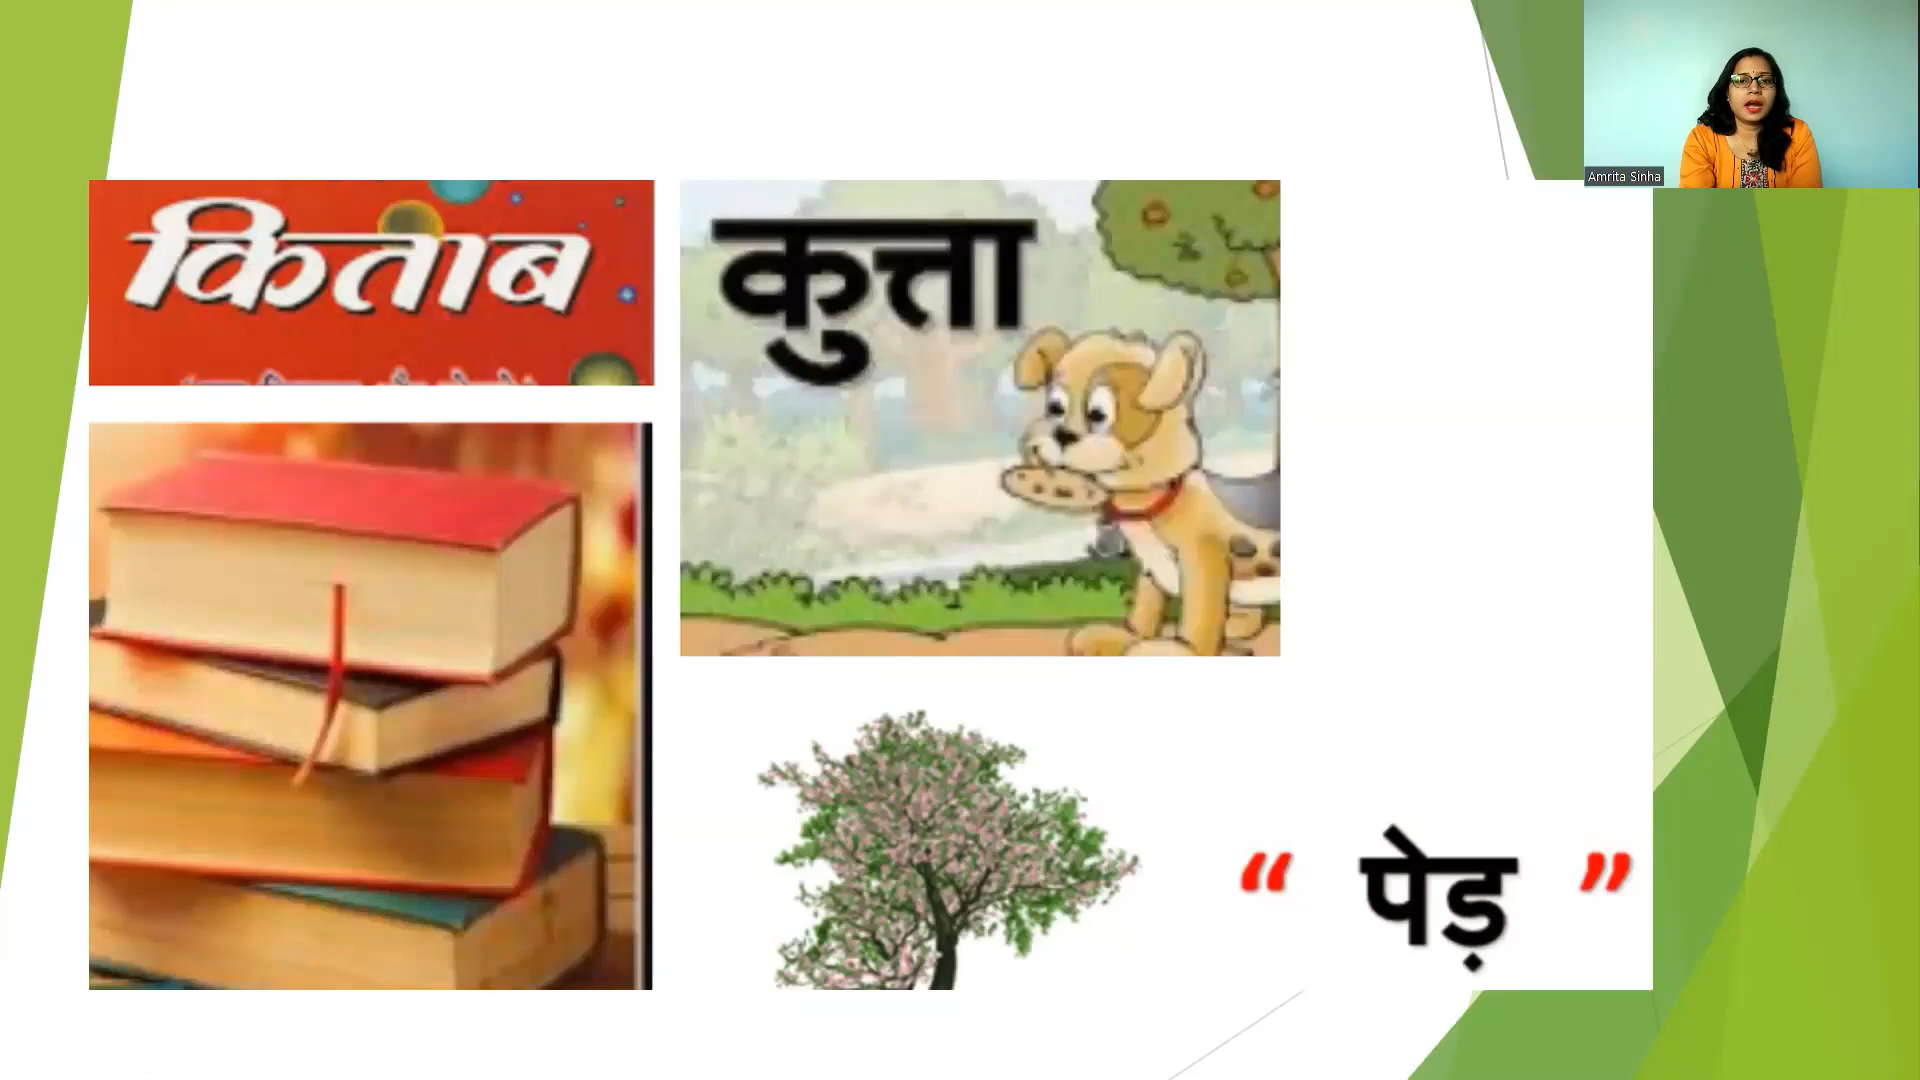 किताब
कुत्ता
“ पेड़ ”
Amrita Sinha